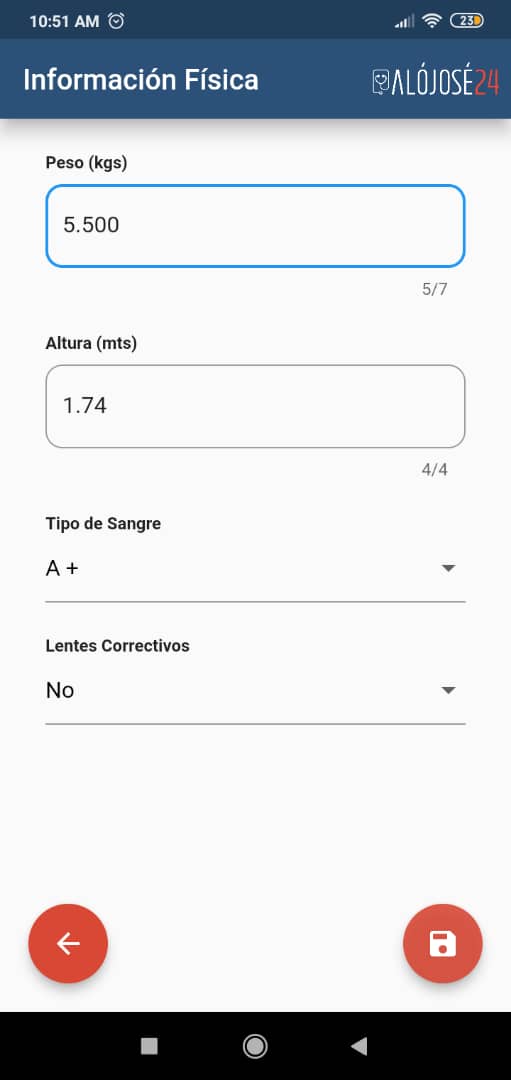 10:51 AM
23
Información Física
ALÓJOSÉ24
Peso (kgs)
5.500
5/7
Altura (mts)
1.74
4/4
Tipo de Sangre
A +
Lentes Correctivos
No